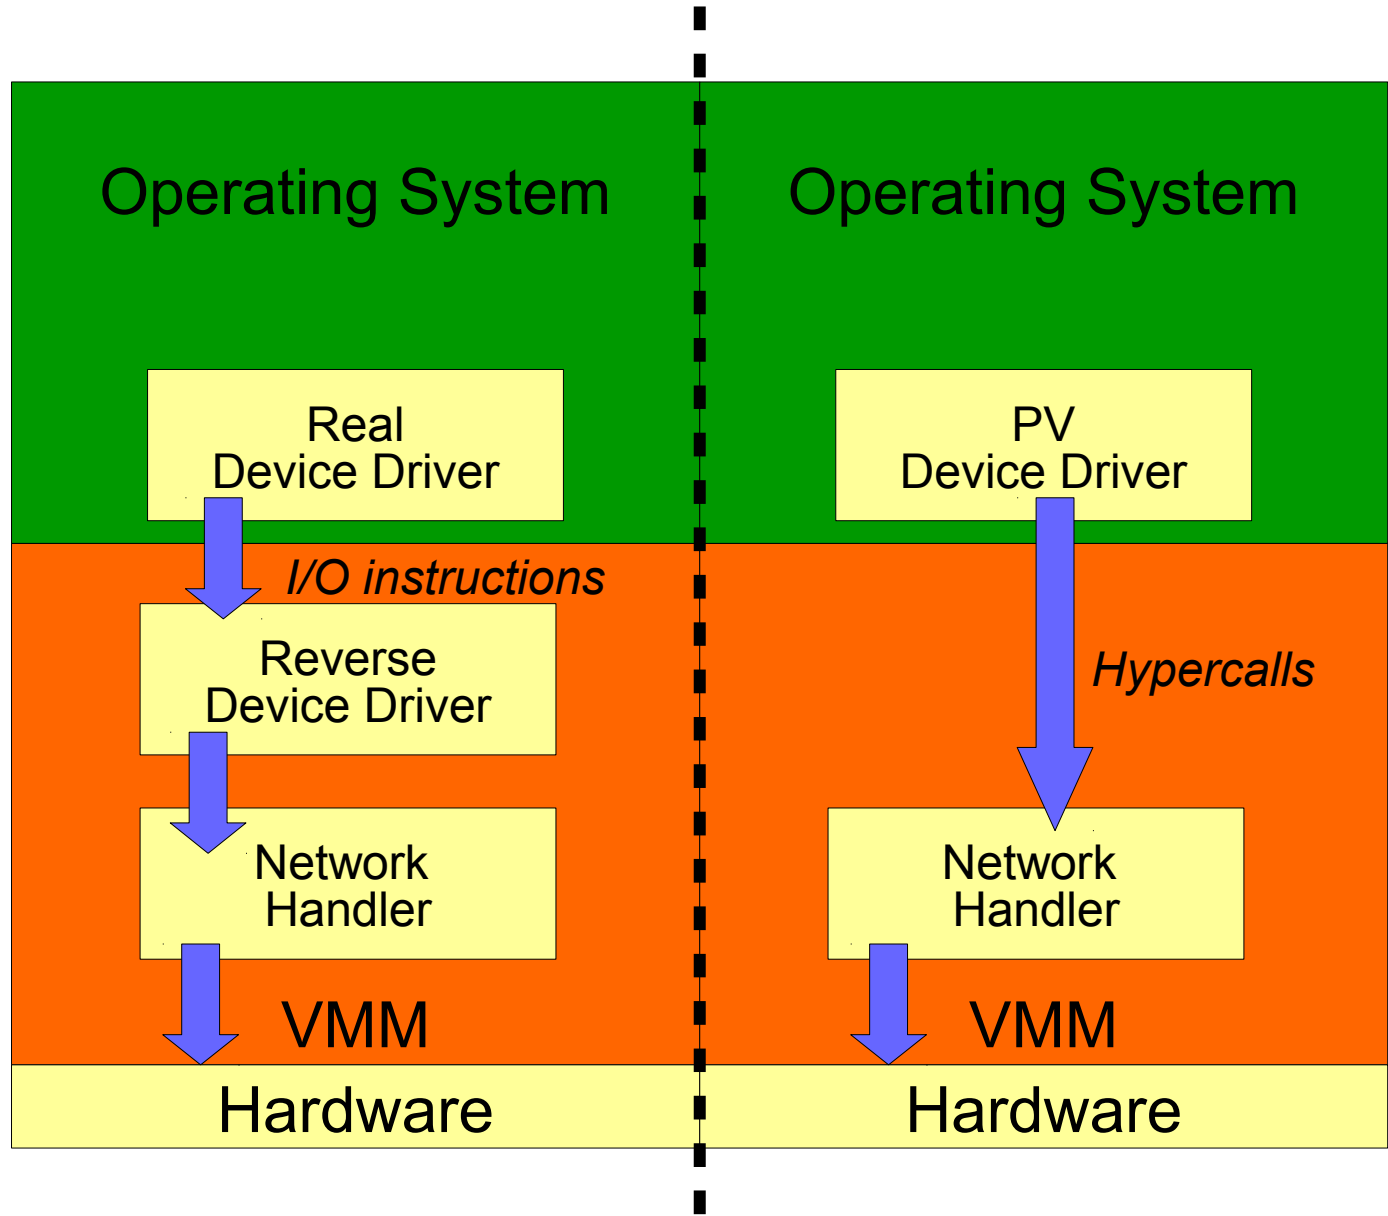 Operating System
Real
Device Driver
I/O instructions
Reverse
Device Driver
Network
Handler
VMM
Hardware
Operating System
PV
Device Driver
Hypercalls
Network
Handler
VMM
Hardware